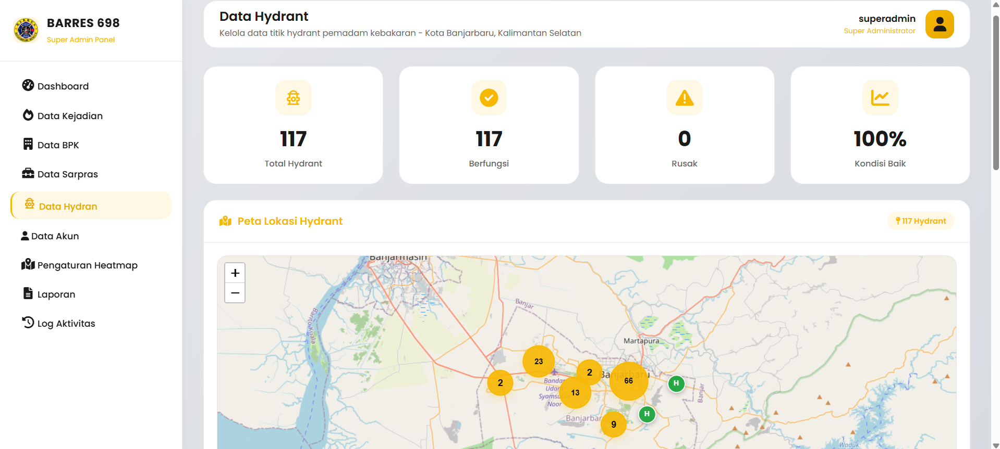 BARRES 698
Super Admin Panel
Dashboard
Data Kejadian
Data BPK
Data Sarpras
Data Hydran
Data Akun
Pengaturan Heatmap
Laporan
Log Aktivitas
Data Hydrant
Kelola data titik hydrant pemadam kebakaran - Kota Banjarbaru, Kalimantan Selatan
superadmin
Super Administrator
117
Total Hydrant
117
Berfungsi
0
Rusak
100%
Kondisi Baik
Peta Lokasi Hydrant
117 Hydrant
+
−
Banjarmasin
Banjar
Barito Kuala
Martapura
23
2
Banjarbaru
66
2
13
H
Bandar
Udar
Syamsudin
Noor
Banjar
H
Banjarbar
9
Waduk